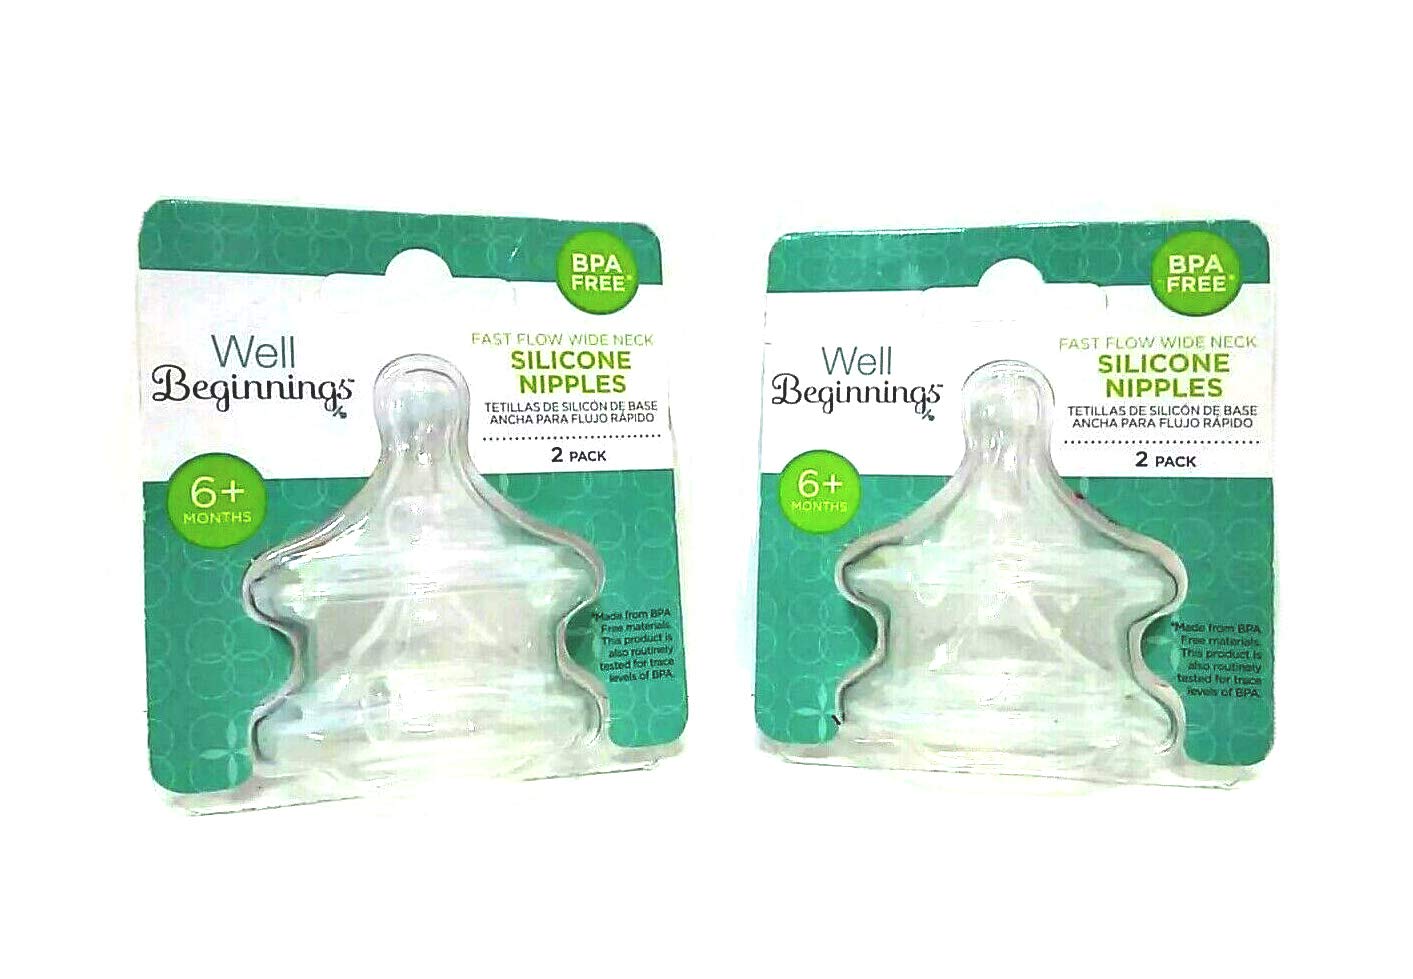 BPA
FREE*
Well
Beginnings™
FAST FLOW WIDE NECK
SILICONE
NIPPLES
TETILLAS DE SILICÓN DE BASE
ANCHA PARA FLUJO RÁPIDO
2 PACK
6+
MONTHS
*Made from BPA
Free materials.
This product is
also routinely
tested for trace
levels of BPA.
BPA
FREE*
Well
Beginnings™
FAST FLOW WIDE NECK
SILICONE
NIPPLES
TETILLAS DE SILICÓN DE BASE
ANCHA PARA FLUJO RÁPIDO
2 PACK
6+
MONTHS
*Made from BPA
Free materials.
This product is
also routinely
tested for trace
levels of BPA.